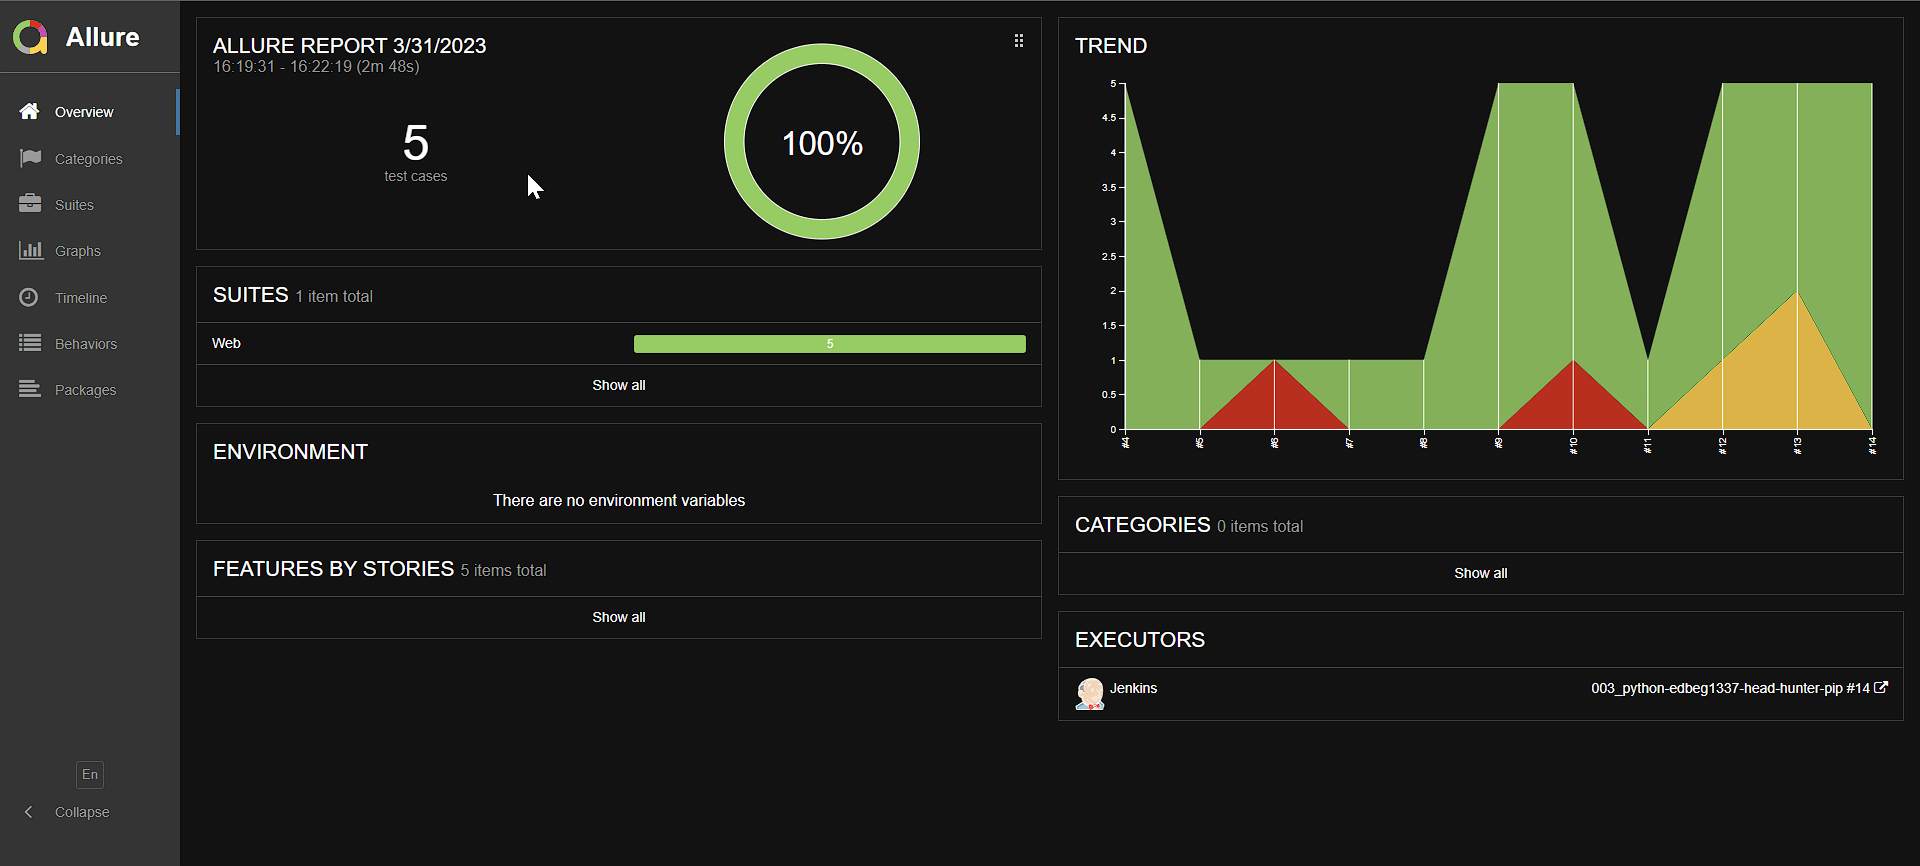 Allure
Overview
Categories
Suites
Graphs
Timeline
Behaviors
Packages
En
Collapse
ALLURE REPORT 3/31/2023
16:19:31 - 16:22:19 (2m 48s)
5
test cases
100%
SUITES 1 item total
Web 5
Show all
ENVIRONMENT
There are no environment variables
FEATURES BY STORIES 5 items total
Show all
TREND
5
4.5
4
3.5
3
2.5
2
1.5
1
0.5
0
#4 #5 #6 #7 #8 #9 #10 #11 #12 #13 #14
CATEGORIES 0 items total
Show all
EXECUTORS
Jenkins 003_python-edbeg1337-head-hunter-pip #14